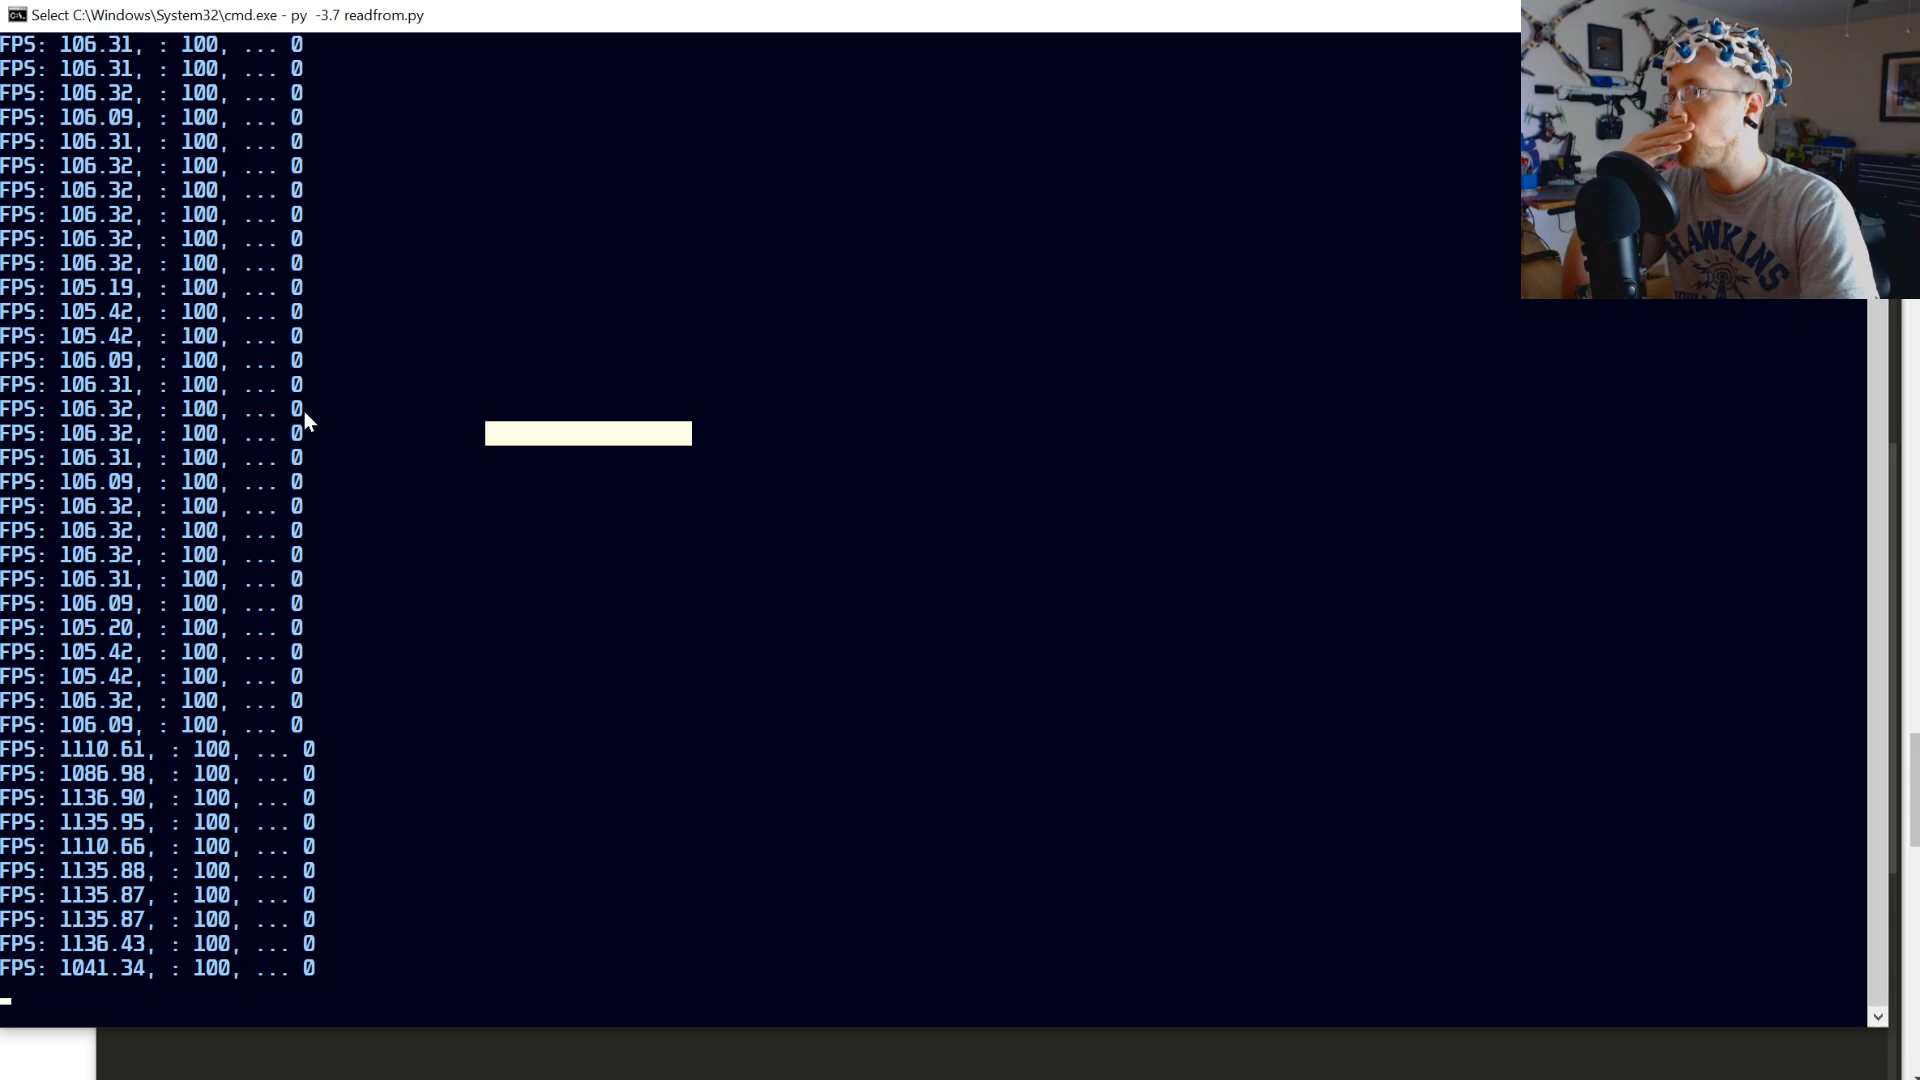 Select C:\Windows\System32\cmd.exe - py  -3.7 readfrom.py
FPS: 106.31, : 100, ... 0
FPS: 106.31, : 100, ... 0
FPS: 106.32, : 100, ... 0
FPS: 106.09, : 100, ... 0
FPS: 106.31, : 100, ... 0
FPS: 106.32, : 100, ... 0
FPS: 106.32, : 100, ... 0
FPS: 106.32, : 100, ... 0
FPS: 106.32, : 100, ... 0
FPS: 106.32, : 100, ... 0
FPS: 105.19, : 100, ... 0
FPS: 105.42, : 100, ... 0
FPS: 105.42, : 100, ... 0
FPS: 106.09, : 100, ... 0
FPS: 106.31, : 100, ... 0
FPS: 106.32, : 100, ... 0
FPS: 106.32, : 100, ... 0
FPS: 106.31, : 100, ... 0
FPS: 106.09, : 100, ... 0
FPS: 106.32, : 100, ... 0
FPS: 106.32, : 100, ... 0
FPS: 106.32, : 100, ... 0
FPS: 106.31, : 100, ... 0
FPS: 106.09, : 100, ... 0
FPS: 105.20, : 100, ... 0
FPS: 105.42, : 100, ... 0
FPS: 105.42, : 100, ... 0
FPS: 106.32, : 100, ... 0
FPS: 106.09, : 100, ... 0
FPS: 1110.61, : 100, ... 0
FPS: 1086.98, : 100, ... 0
FPS: 1136.90, : 100, ... 0
FPS: 1135.95, : 100, ... 0
FPS: 1110.66, : 100, ... 0
FPS: 1135.88, : 100, ... 0
FPS: 1135.87, : 100, ... 0
FPS: 1135.87, : 100, ... 0
FPS: 1136.43, : 100, ... 0
FPS: 1041.34, : 100, ... 0
HAWKINS